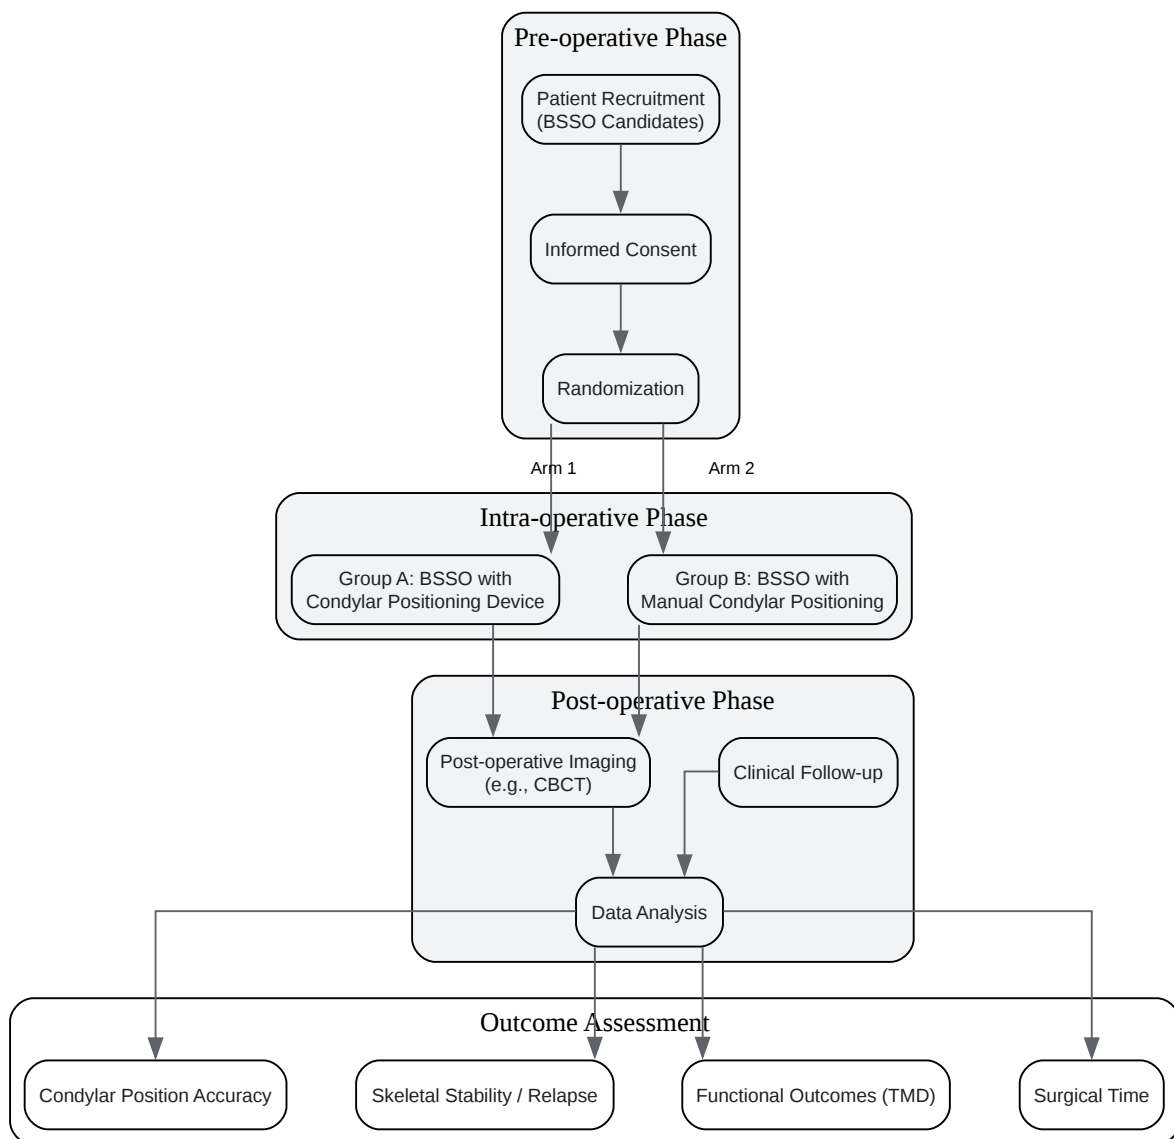 Pre-operative Phase
Patient Recruitment
(BSSO Candidates)
Informed Consent
Randomization
Arm 1
Arm 2
Intra-operative Phase
Group A: BSSO with
Condylar Positioning Device
Group B: BSSO with
Manual Condylar Positioning
Post-operative Phase
Post-operative Imaging
(e.g., CBCT)
Clinical Follow-up
Data Analysis
Outcome Assessment
Condylar Position Accuracy
Skeletal Stability / Relapse
Functional Outcomes (TMD)
Surgical Time